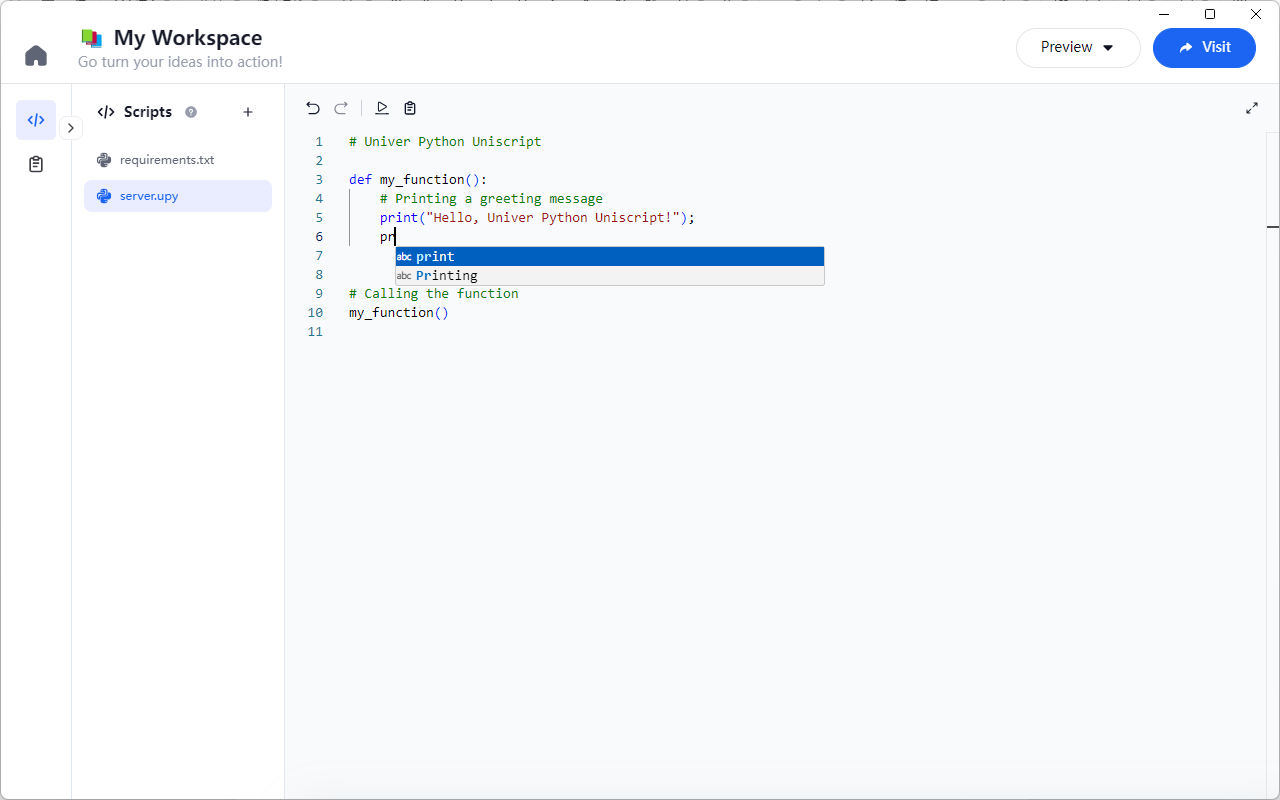 My Workspace
Go turn your ideas into action!
Preview
Visit
</> Scripts ? +
requirements.txt
server.upy
1 # Univer Python Uniscript
2
3 def my_function():
4 # Printing a greeting message
5 print("Hello, Univer Python Uniscript!");
6 pr
7 abc print
8 abc Printing
9 # Calling the function
10 my_function()
11